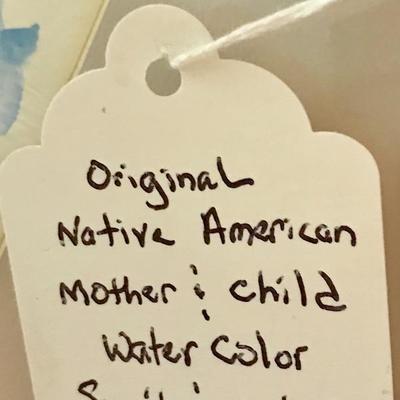 Original
Native American
Mother & Child
Water Color